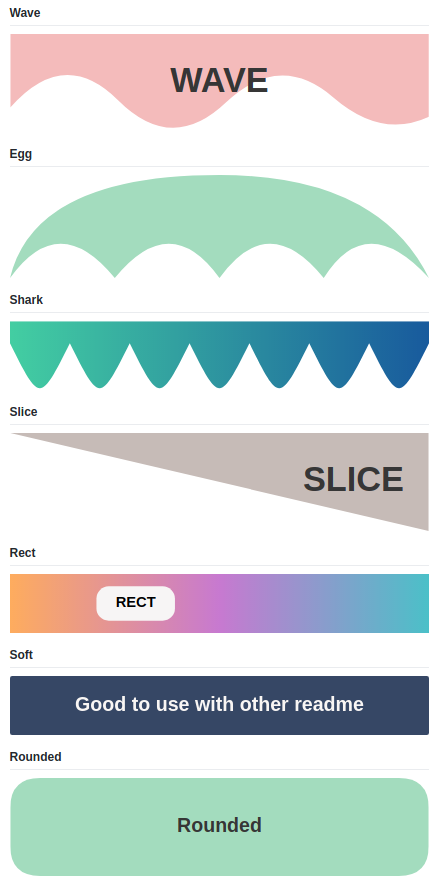 Wave
WAVE
Egg
Shark
Slice
SLICE
Rect
RECT
Soft
Good to use with other readme
Rounded
Rounded